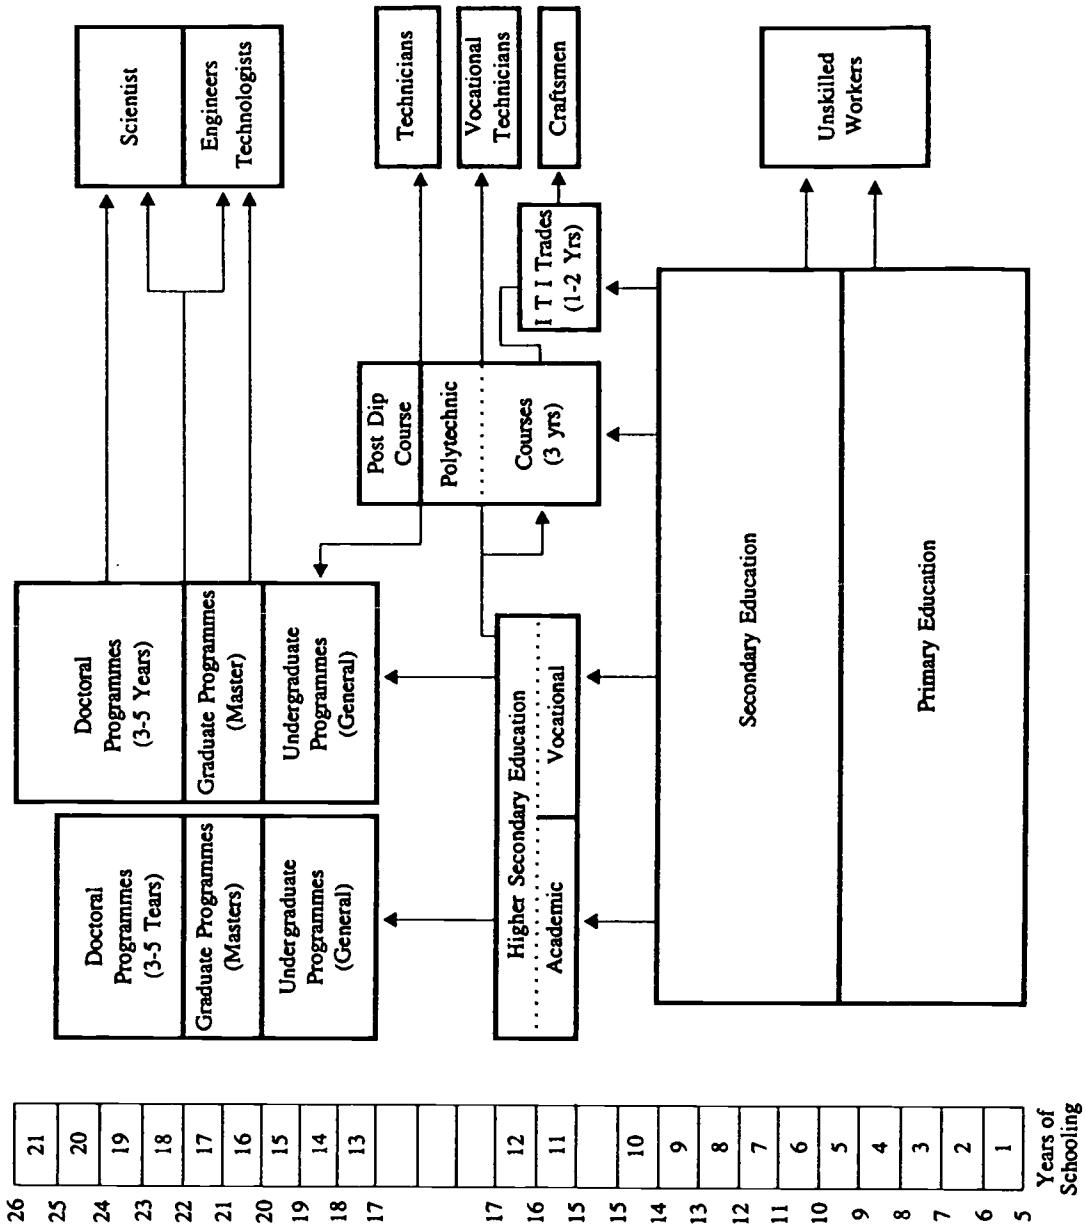 26
25
24
23
22
21
20
19
18
17
17
16
15
15
14
13
12
11
10
9
8
7
6
5
21
20
19
18
17
16
15
14
13
12
11
10
9
8
7
6
5
4
3
2
1
Years of
Schooling
Doctoral
Programmes
(3-5 Tears)
Graduate Programmes
(Masters)
Undergraduate
Programmes
(General)
Doctoral
Programmes
(3-5 Years)
Graduate Programmes
(Master)
Undergraduate
Programmes
(General)
Higher Secondary Education
Academic
Vocational
Post Dip
Course
Polytechnic
Courses
(3 yrs)
I T I Trades
(1-2 Yrs)
Secondary Education
Primary Education
Scientist
Engineers
Technologists
Technicians
Vocational
Technicians
Craftsmen
Unskilled
Workers